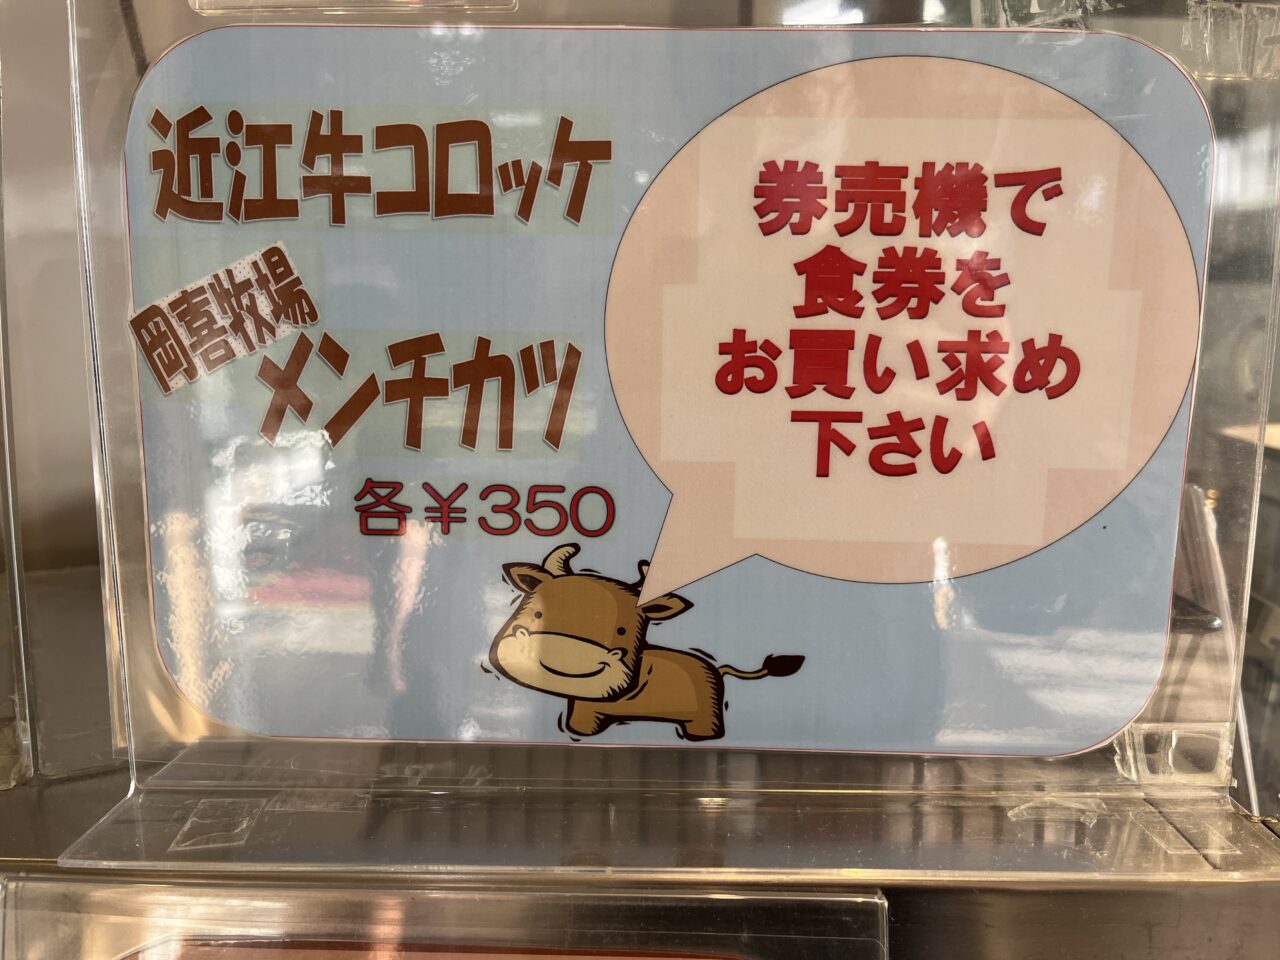 近江牛コロッケ
岡喜牧場
メンチカツ
各¥350
券売機で
食券を
お買い求め
下さい